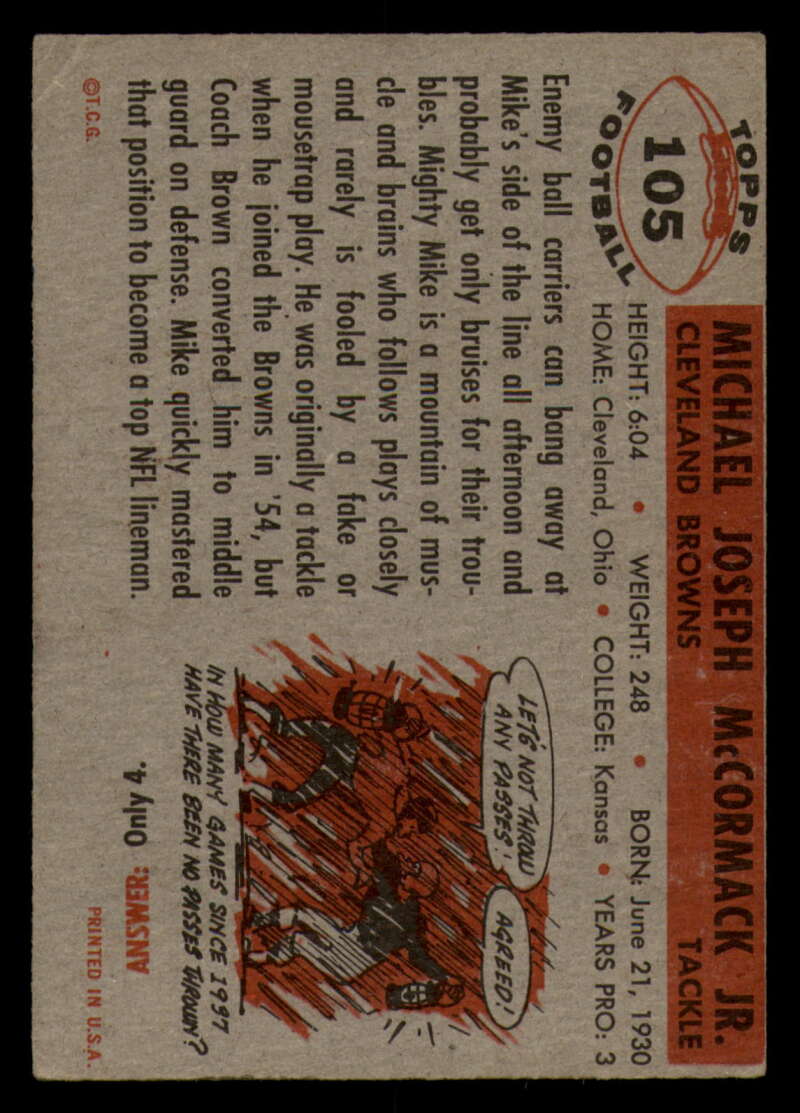 TOPPS
105
FOOTBALL
MICHAEL JOSEPH McCORMACK JR.
CLEVELAND BROWNS TACKLE
HEIGHT: 6:04 • WEIGHT: 248 • BORN: June 21, 1930
HOME: Cleveland, Ohio • COLLEGE: Kansas • YEARS PRO: 3
Enemy ball carriers can bang away at
Mike's side of the line all afternoon and
probably get only bruises for their trou-
bles. Mighty Mike is a mountain of mus-
cle and brains who follows plays closely
and rarely is fooled by a fake or
mousetrap play. He was originally a tackle
when he joined the Browns in '54, but
Coach Brown converted him to middle
guard on defense. Mike quickly mastered
that position to become a top NFL lineman.
©T.C.G.
LET'S NOT THROW
ANY PASSES!
AGREED!
IN HOW MANY GAMES SINCE 1937
HAVE THERE BEEN NO PASSES THROWN?
ANSWER: Only 4.
PRINTED IN U.S.A.